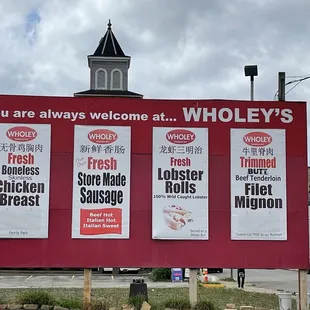 u are always welcome at... WHOLEY'S
WHOLEY
无骨鸡胸肉
Fresh
Boneless
Skinless
Chicken
Breast
Family Pack
WHOLEY
新鲜香肠
Fresh
Store Made
Sausage
Beef Hot
Italian Hot
Italian Sweet
WHOLEY
龙虾三明治
Fresh
Lobster
Rolls
100% Wild Caught Lobster
WHOLEY
牛里脊肉
Trimmed
BUTT
Beef Tenderloin
Filet
Mignon